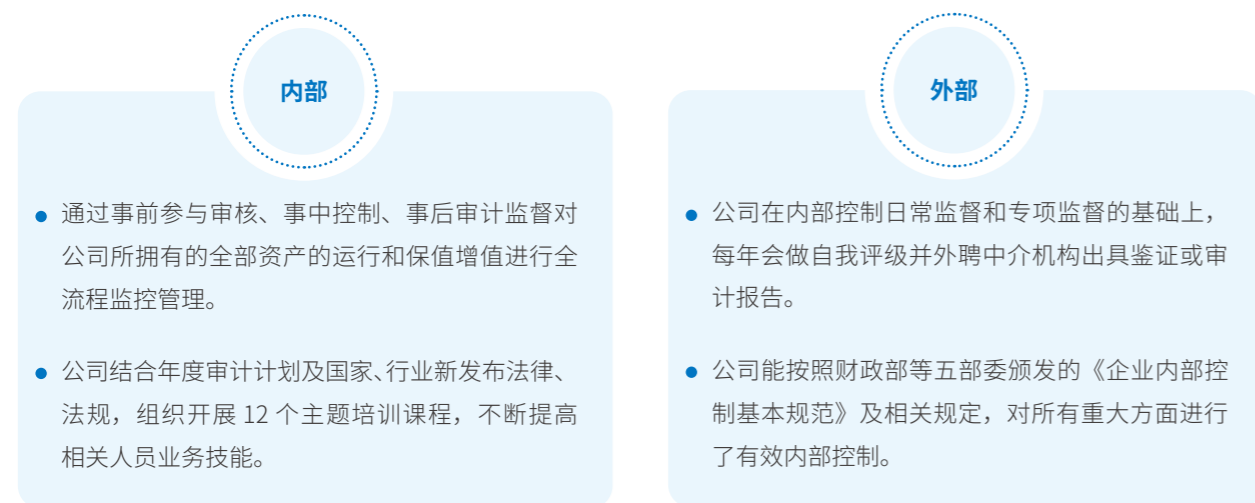 内部
通过事前参与审核、事中控制、事后审计监督对
公司所拥有的全部资产的运行和保值增值进行全
流程监控管理。
公司结合年度审计计划及国家、行业新发布法律、
法规，组织开展 12 个主题培训课程，不断提高
相关人员业务技能。
外部
公司在内部控制日常监督和专项监督的基础上，
每年会做自我评级并外聘中介机构出具鉴证或审
计报告。
公司能按照财政部等五部委颁发的《企业内部控
制基本规范》及相关规定，对所有重大方面进行
了有效内部控制。